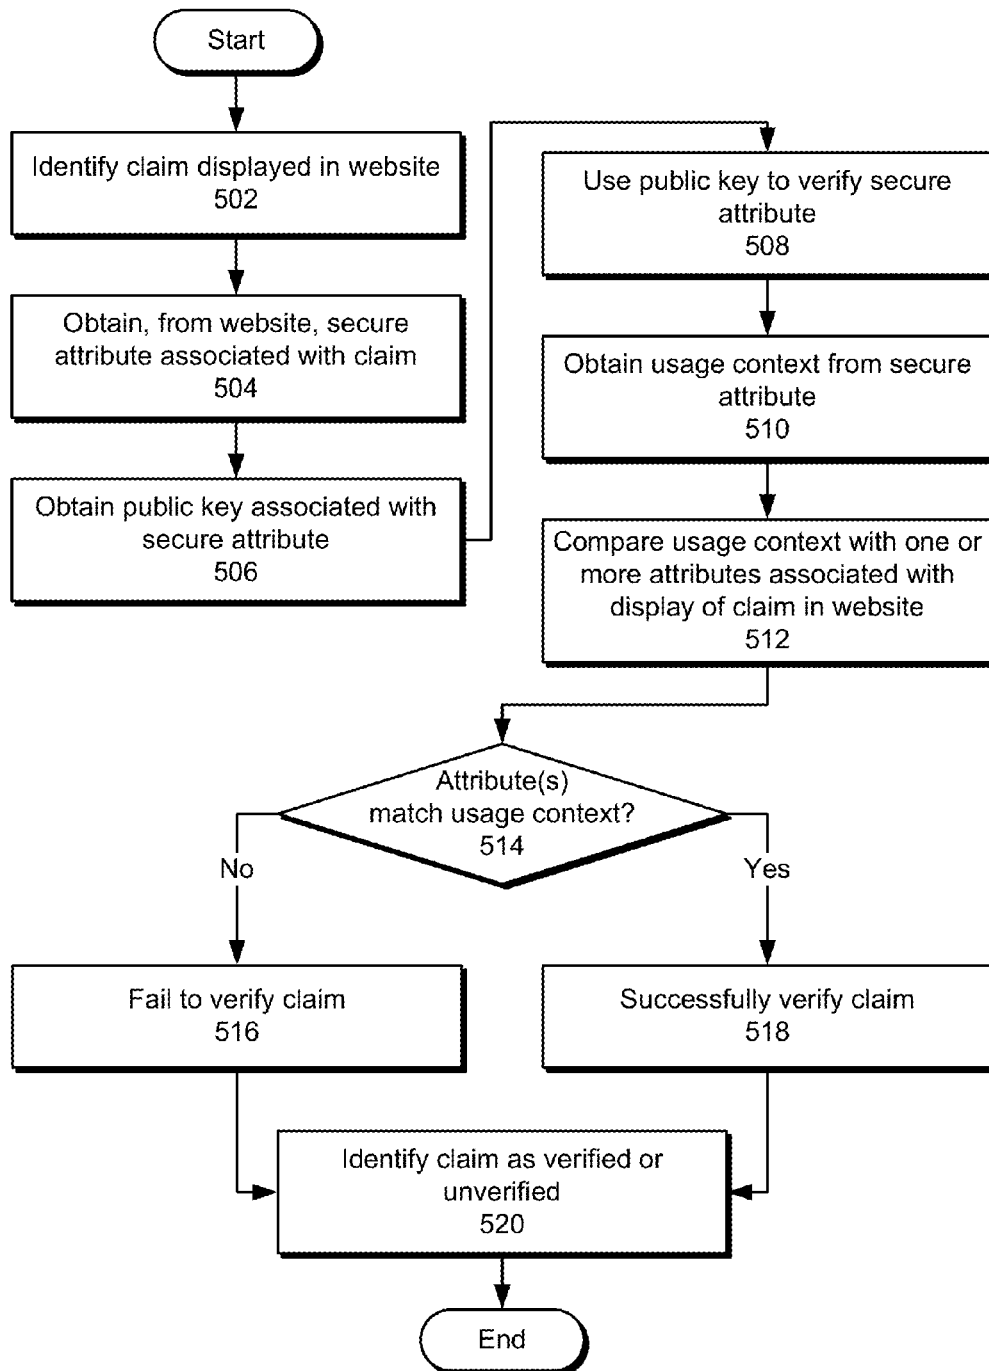 Start
Identify claim displayed in website
502
Obtain, from website, secure
attribute associated with claim
504
Obtain public key associated with
secure attribute
506
Use public key to verify secure
attribute
508
Obtain usage context from secure
attribute
510
Compare usage context with one or
more attributes associated with
display of claim in website
512
Attribute(s)
match usage context?
514
No
Yes
Fail to verify claim
516
Successfully verify claim
518
Identify claim as verified or
unverified
520
End